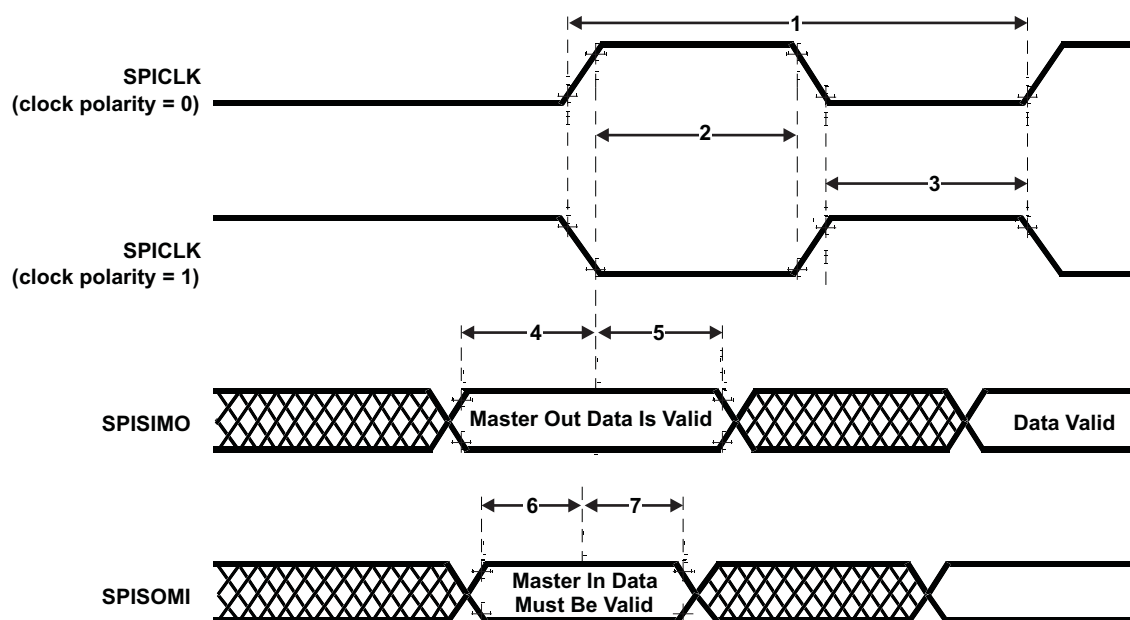 1
SPICLK
(clock polarity = 0)
2
3
SPICLK
(clock polarity = 1)
4
5
SPISIMO
Master Out Data Is Valid
Data Valid
6
7
SPISOMI
Master In Data
Must Be Valid